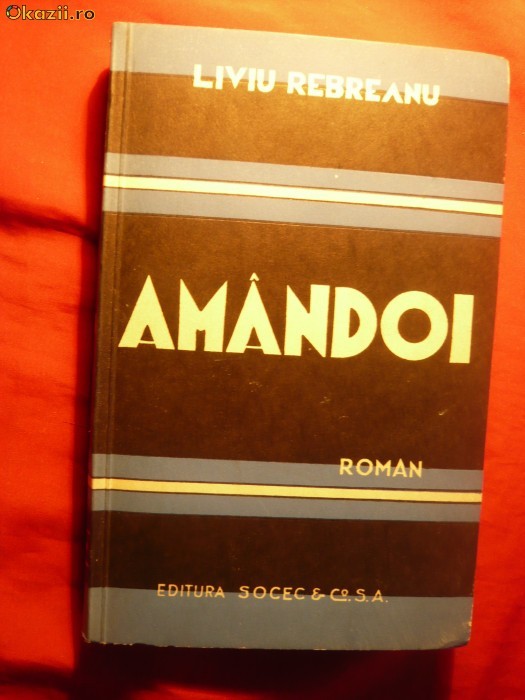 Okazii.ro
LIVIU REBREANU
AMÂNDOI
ROMAN
EDITURA SOCEC & Co. S. A.